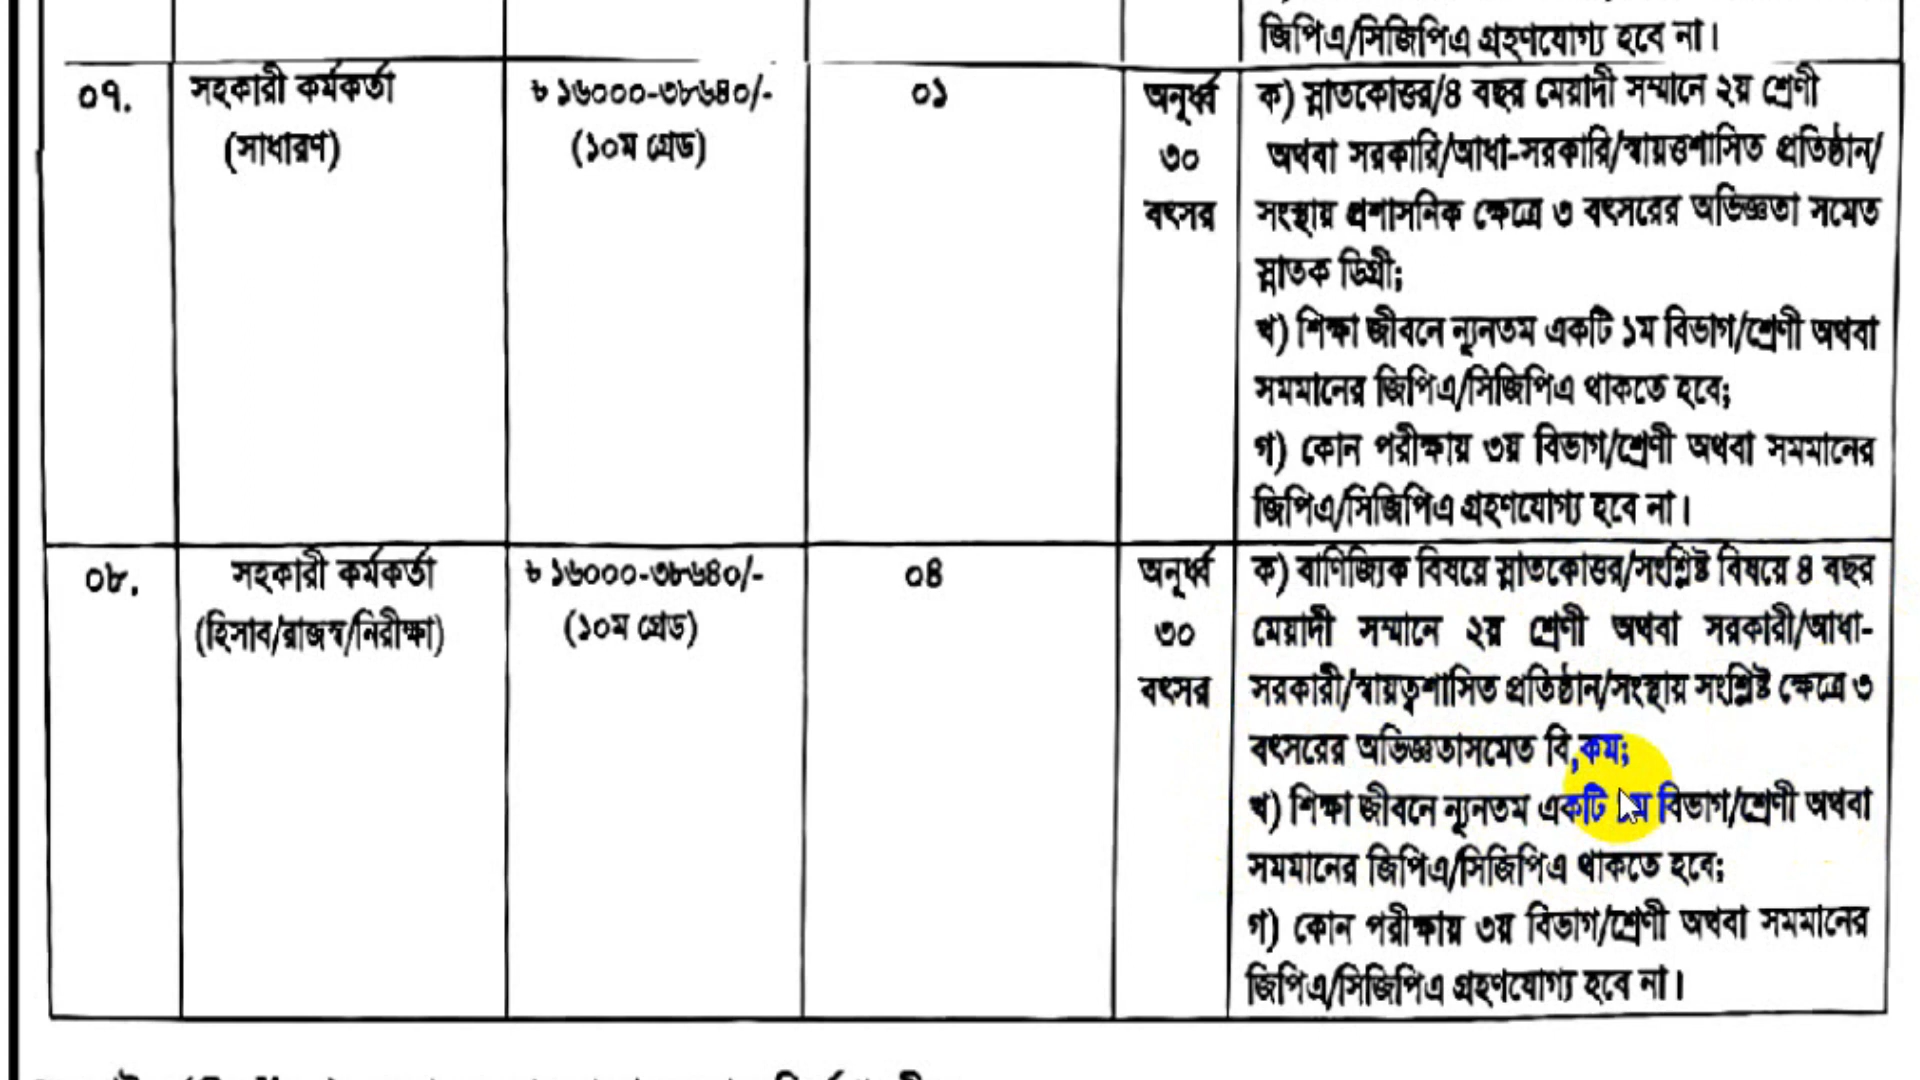 জিপিএ/সিজিপিএ গ্রহণযোগ্য হবে না।
০৭.
সহকারী কর্মকর্তা
(সাধারণ)
৳ ১৬০০০-৩৮৬৪০/-
(১০ম গ্রেড)
০১
অনূর্ধ্ব
৩০
বৎসর
ক) স্নাতকোত্তর/৪ বছর মেয়াদী সম্মানে ২য় শ্রেণী
অথবা সরকারি/আধা-সরকারি/স্বায়ত্তশাসিত প্রতিষ্ঠান/
সংস্থায় প্রশাসনিক ক্ষেত্রে ৩ বৎসরের অভিজ্ঞতা সমেত
স্নাতক ডিগ্রী;
খ) শিক্ষা জীবনে ন্যূনতম একটি ১ম বিভাগ/শ্রেণী অথবা
সমমানের জিপিএ/সিজিপিএ থাকতে হবে;
গ) কোন পরীক্ষায় ৩য় বিভাগ/শ্রেণী অথবা সমমানের
জিপিএ/সিজিপিএ গ্রহণযোগ্য হবে না।
০৮.
সহকারী কর্মকর্তা
(হিসাব/রাজস্ব/নিরীক্ষা)
৳ ১৬০০০-৩৮৬৪০/-
(১০ম গ্রেড)
০৪
অনূর্ধ্ব
৩০
বৎসর
ক) বাণিজ্যিক বিষয়ে স্নাতকোত্তর/সংশ্লিষ্ট বিষয়ে ৪ বছর
মেয়াদী সম্মানে ২য় শ্রেণী অথবা সরকারী/আধা-
সরকারী/স্বায়ত্বশাসিত প্রতিষ্ঠান/সংস্থায় সংশ্লিষ্ট ক্ষেত্রে ৩
বৎসরের অভিজ্ঞতাসমেত বি,কম;
খ) শিক্ষা জীবনে ন্যূনতম একটি ১ম বিভাগ/শ্রেণী অথবা
সমমানের জিপিএ/সিজিপিএ থাকতে হবে;
গ) কোন পরীক্ষায় ৩য় বিভাগ/শ্রেণী অথবা সমমানের
জিপিএ/সিজিপিএ গ্রহণযোগ্য হবে না।